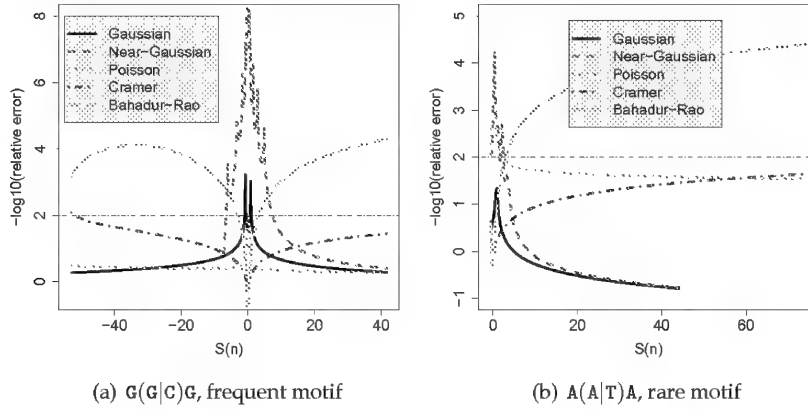 8
6
4
2
0
−log10(relative error)
Gaussian
Near−Gaussian
Poisson
Cramer
Bahadur−Rao
−40
−20
0
20
40
S(n)
(a) G(G|C)G, frequent motif
5
4
3
2
1
0
−1
−log10(relative error)
Gaussian
Near−Gaussian
Poisson
Cramer
Bahadur−Rao
0
20
40
60
S(n)
(b) A(A|T)A, rare motif